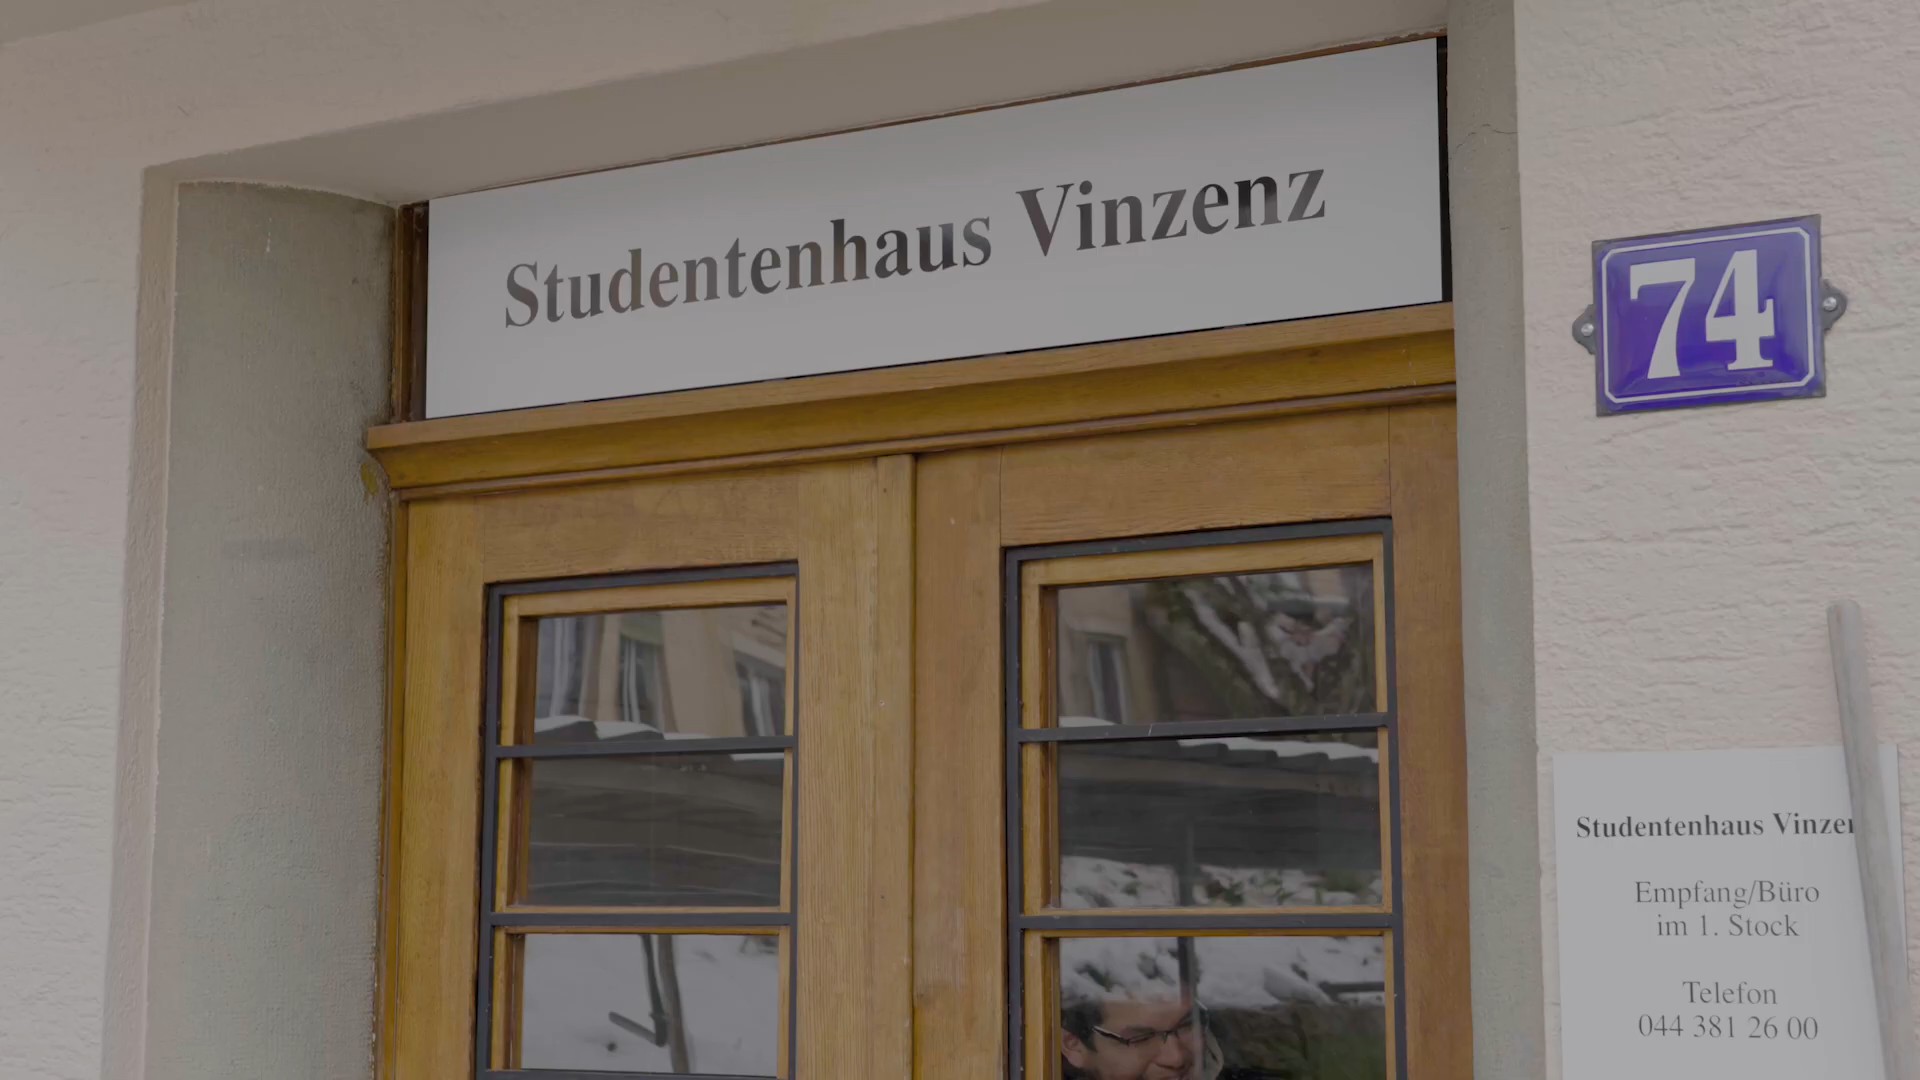 Studentenhaus Vinzenz
74
Studentenhaus Vinzen
Empfang/Büro
im 1. Stock
Telefon
044 381 26 00